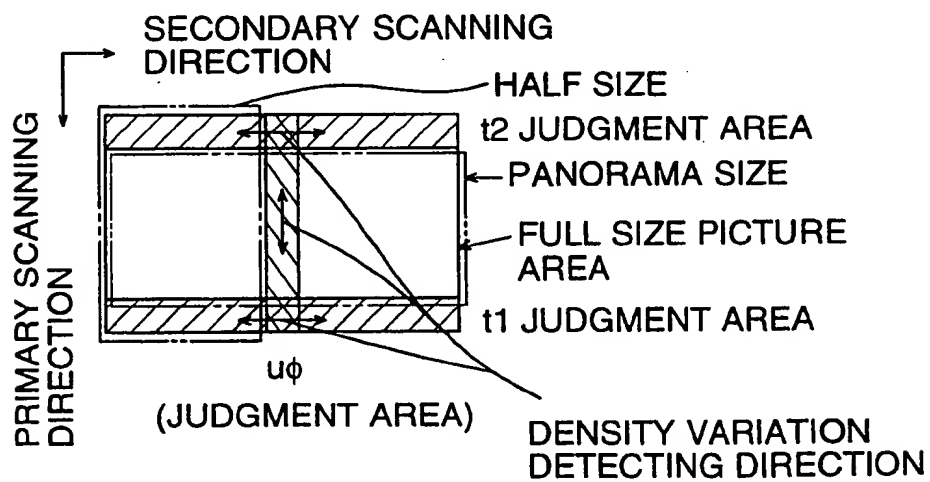 SECONDARY SCANNING
DIRECTION
HALF SIZE
t2 JUDGMENT AREA
PANORAMA SIZE
FULL SIZE PICTURE
AREA
t1 JUDGMENT AREA
uφ
(JUDGMENT AREA)
DENSITY VARIATION
DETECTING DIRECTION
PRIMARY SCANNING
DIRECTION